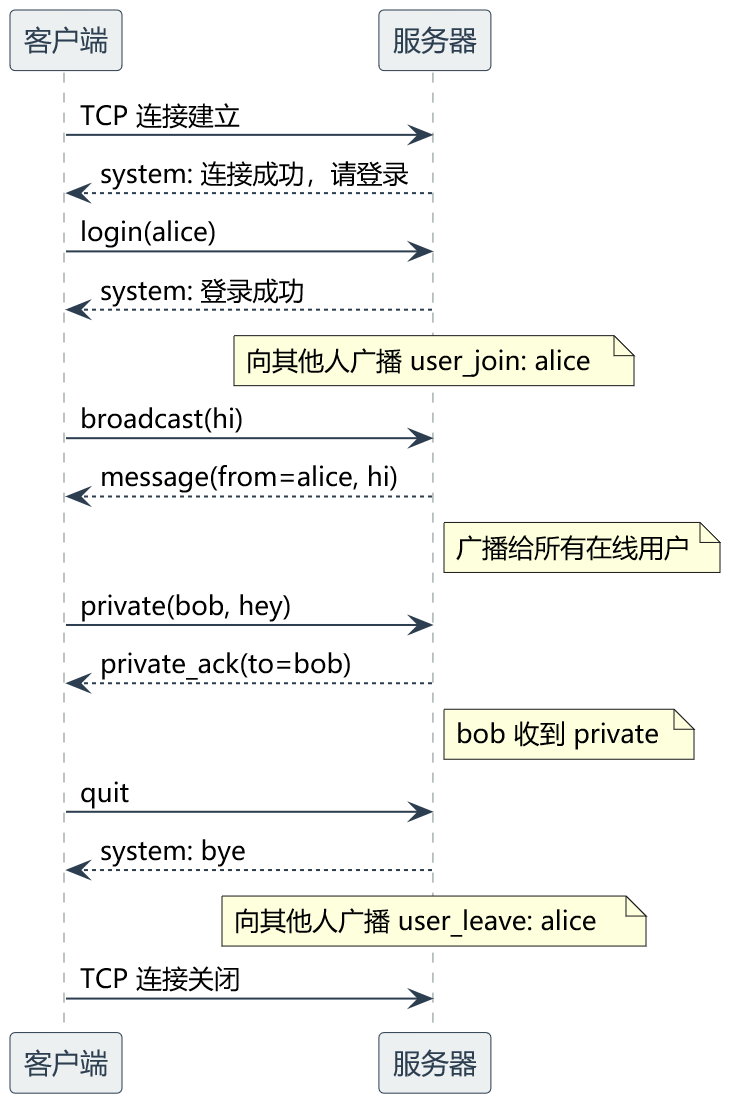 客户端
服务器
TCP 连接建立
system: 连接成功，请登录
login(alice)
system: 登录成功
向其他人广播 user_join: alice
broadcast(hi)
message(from=alice, hi)
广播给所有在线用户
private(bob, hey)
private_ack(to=bob)
bob 收到 private
quit
system: bye
向其他人广播 user_leave: alice
TCP 连接关闭
客户端
服务器